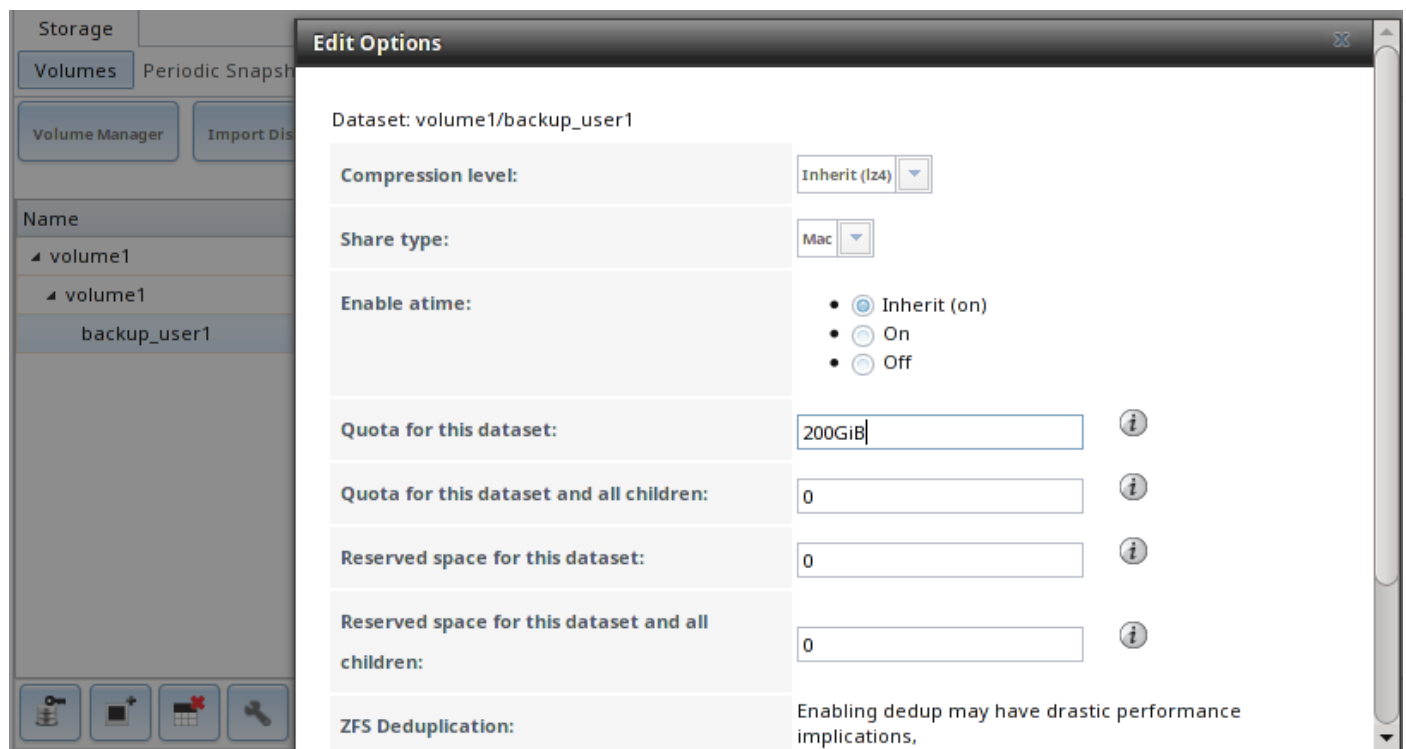 Storage
Volumes
Periodic Snapsh
Volume Manager
Import Dis
Name
volume1
volume1
backup_user1
Edit Options
Dataset: volume1/backup_user1
Compression level:
Inherit (lz4)
Share type:
Mac
Enable atime:
Inherit (on)
On
Off
Quota for this dataset:
200GiB
Quota for this dataset and all children:
0
Reserved space for this dataset:
0
Reserved space for this dataset and all
children:
0
ZFS Deduplication:
Enabling dedup may have drastic performance
implications,